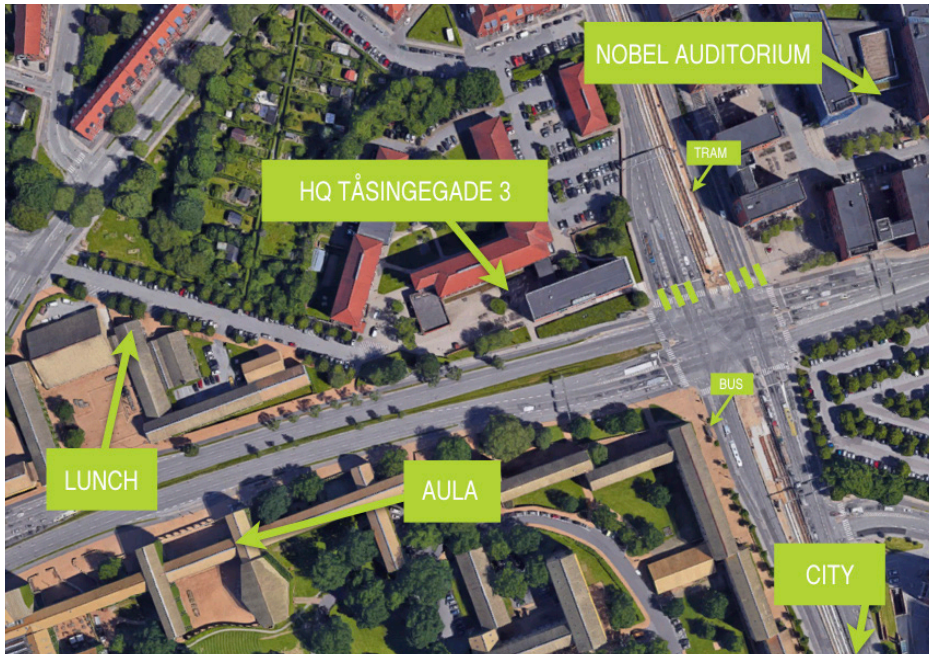 NOBEL AUDITORIUM
TRAM
HQ TÅSINGEGADE 3
BUS
LUNCH
AULA
CITY